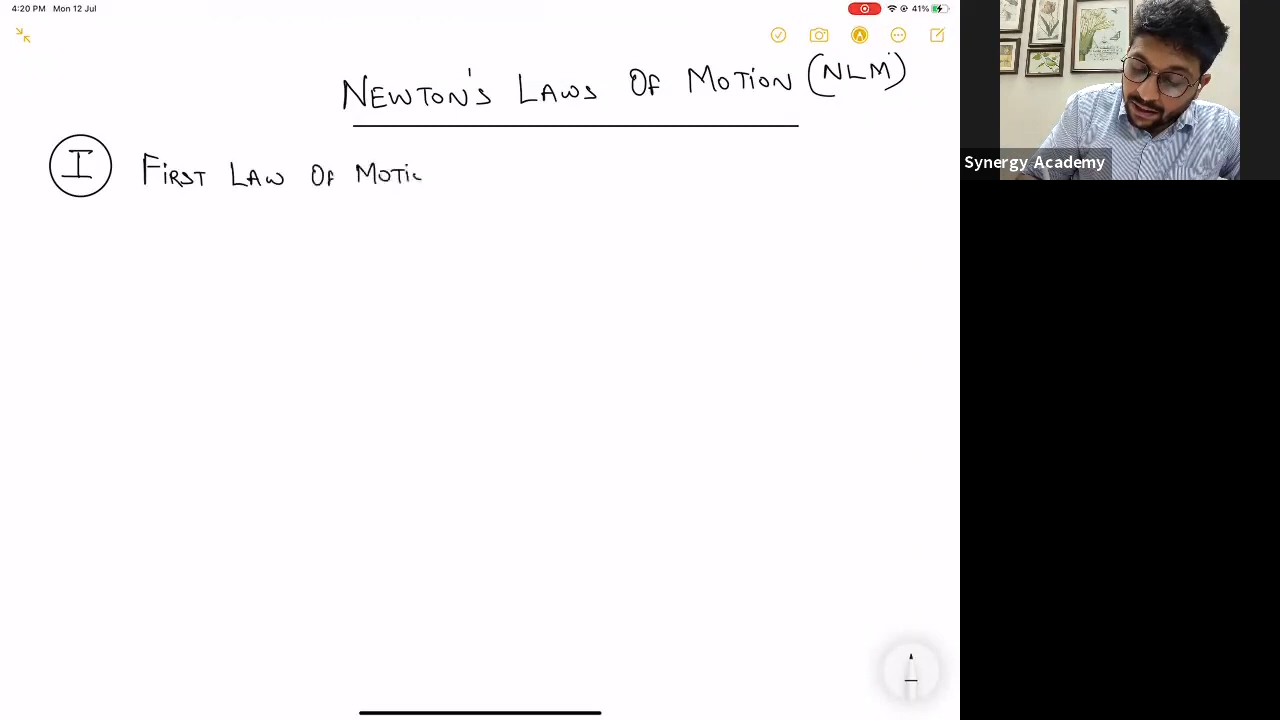 4:20 PM Mon 12 Jul
41%
NEWTON'S LAWS OF MOTION (NLM)
I FIRST LAW OF MOTI
Synergy Academy